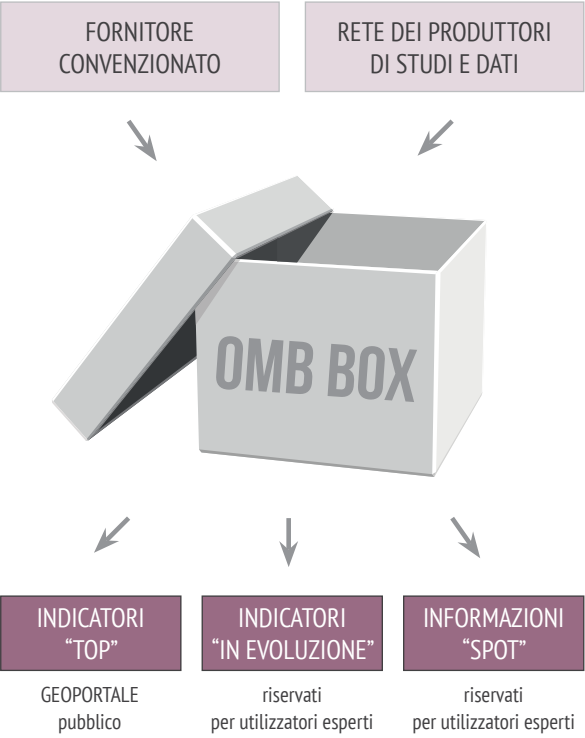 FORNITORE
CONVENZIONATO
RETE DEI PRODUTTORI
DI STUDI E DATI
OMB BOX
INDICATORI
“TOP”
GEOPORTALE
pubblico
INDICATORI
“IN EVOLUZIONE”
riservati
per utilizzatori esperti
INFORMAZIONI
“SPOT”
riservati
per utilizzatori esperti